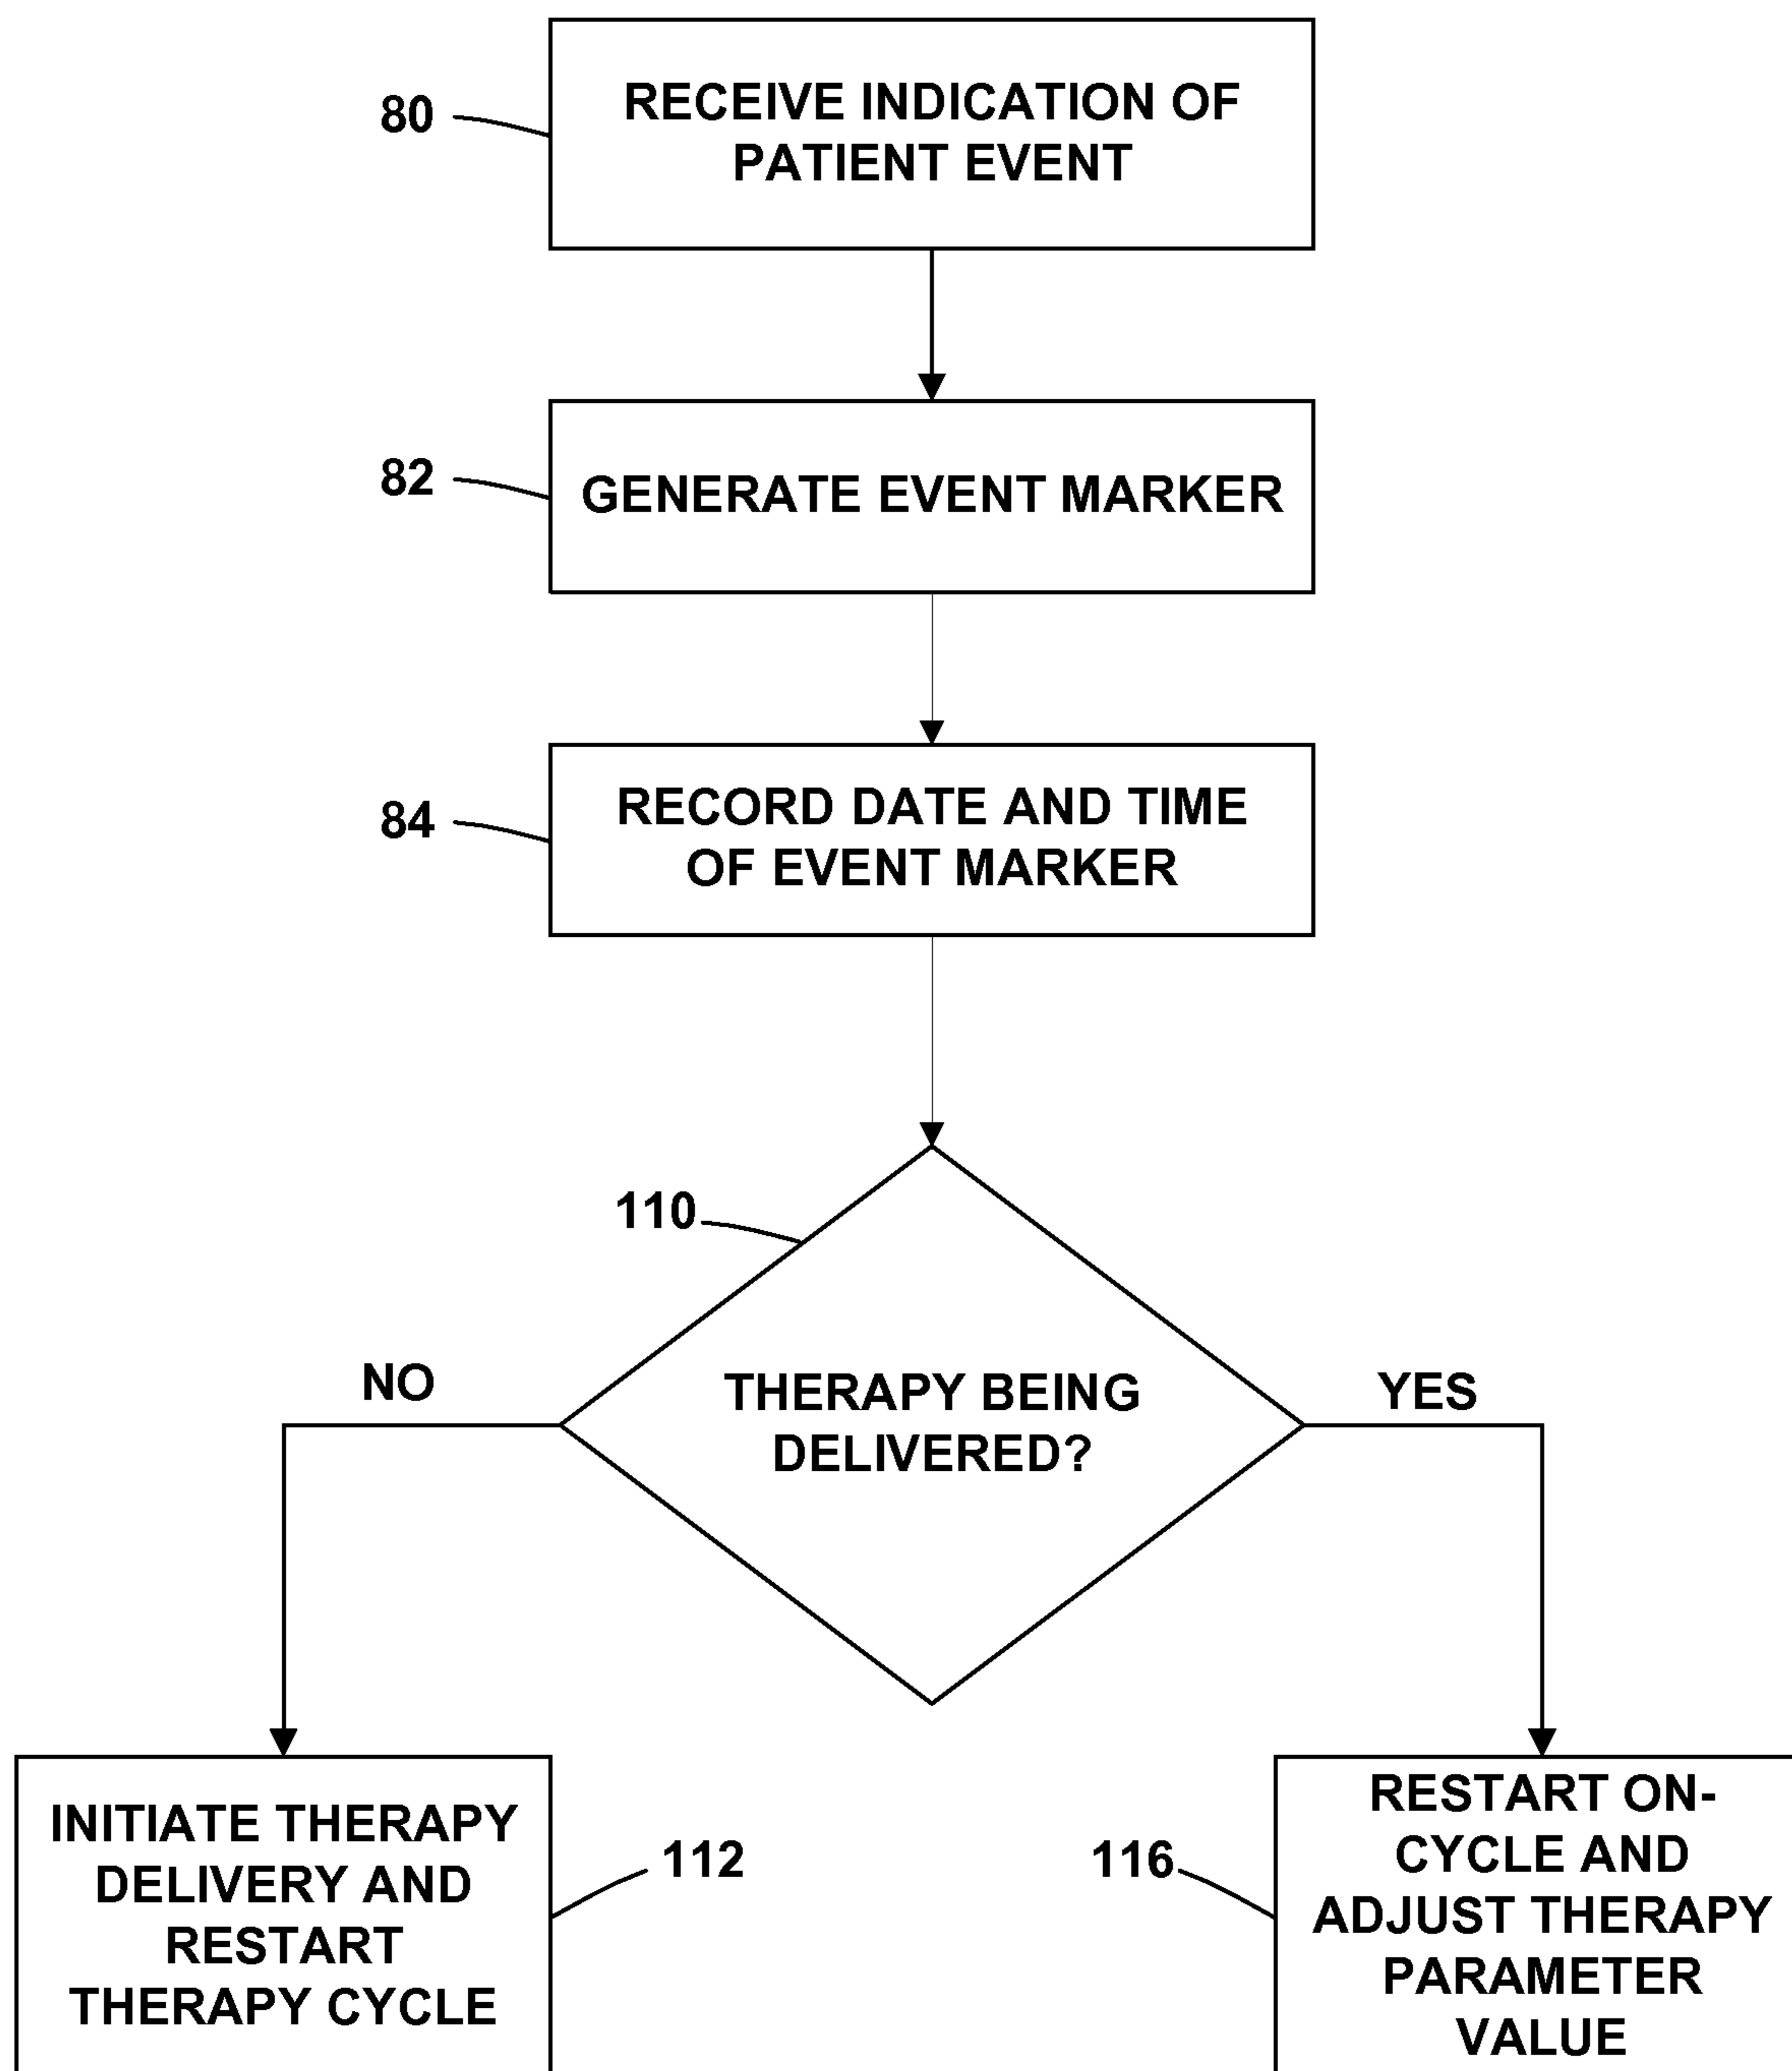 80
RECEIVE INDICATION OF
PATIENT EVENT
82
GENERATE EVENT MARKER
84
RECORD DATE AND TIME
OF EVENT MARKER
110
NO
THERAPY BEING
DELIVERED?
YES
INITIATE THERAPY
DELIVERY AND
RESTART
THERAPY CYCLE
112
116
RESTART ON-
CYCLE AND
ADJUST THERAPY
PARAMETER
VALUE